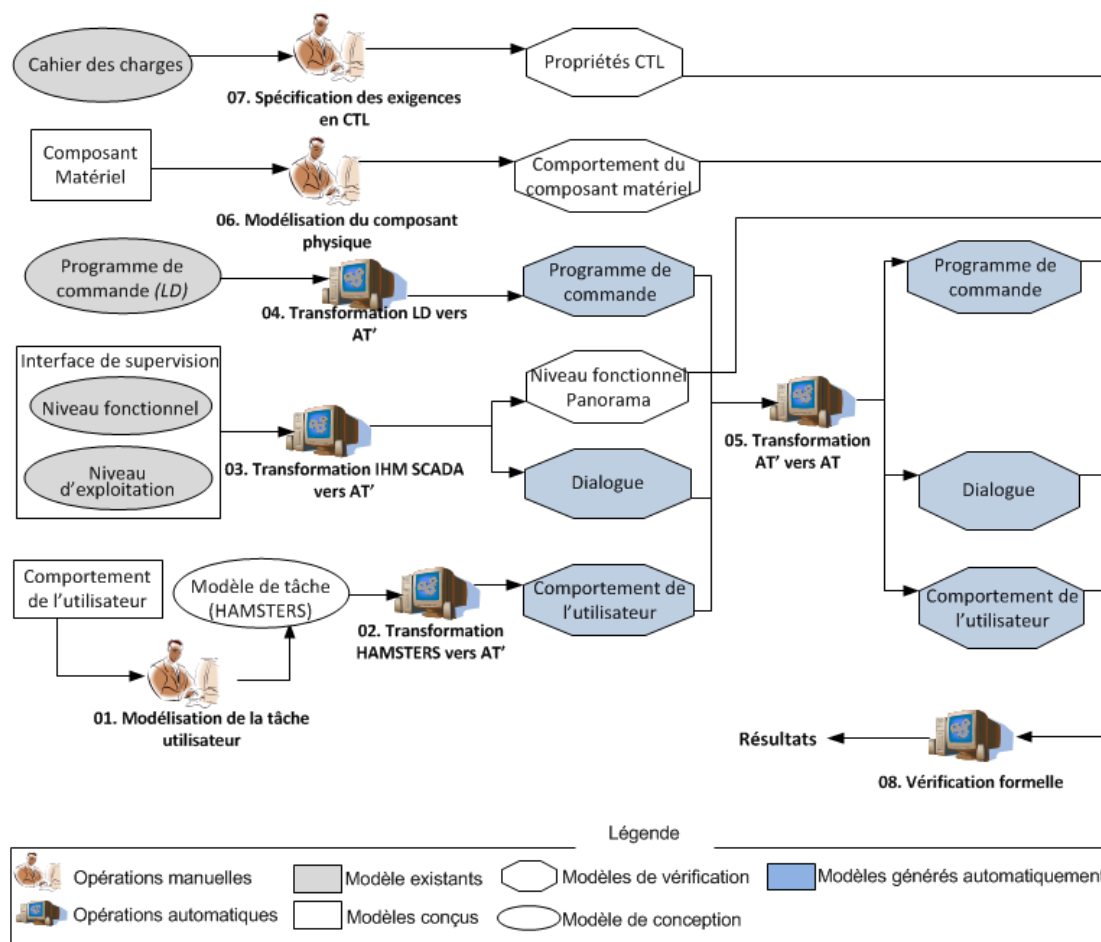 Cahier des charges
07. Spécification des exigences
en CTL
Propriétés CTL
Composant
Matériel
06. Modélisation du composant
physique
Comportement du
composant matériel
Programme de
commande (LD)
04. Transformation LD vers
AT’
Programme de
commande
Programme de
commande
Interface de supervision
Niveau fonctionnel
Niveau
d’exploitation
03. Transformation IHM SCADA
vers AT’
Niveau fonctionnel
Panorama
Dialogue
05. Transformation
AT’ vers AT
Dialogue
Comportement
de l’utilisateur
Modèle de tâche
(HAMSTERS)
02. Transformation
HAMSTERS vers AT’
Comportement de
l’utilisateur
Comportement de
l’utilisateur
01. Modélisation de la tâche
utilisateur
Résultats
08. Vérification formelle
Légende
Opérations manuelles
Modèle existants
Modèles de vérification
Modèles générés automatiquement
Opérations automatiques
Modèles conçus
Modèle de conception